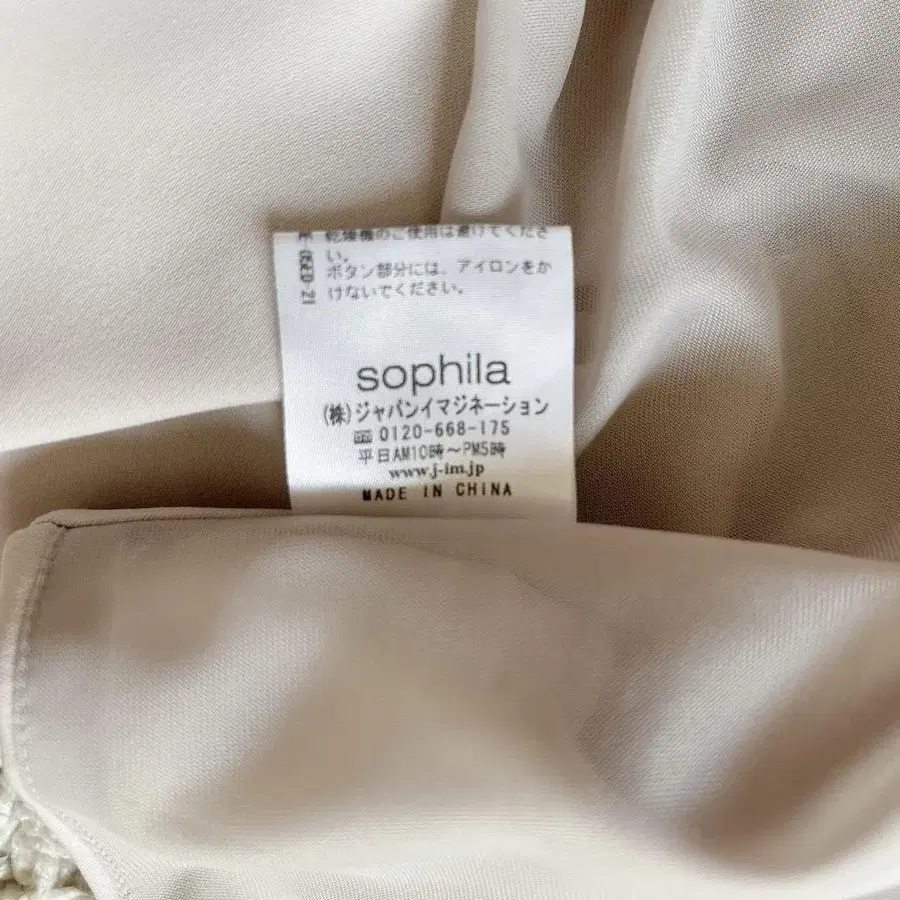 乾燥機のご使用は避けてくださ
い。
ボタン部分には、アイロンをか
けないでください。
sophila
(株)ジャパンイマジネーション
0120-668-175
平日AM10時～PM5時
www.j-im.jp
MADE IN CHINA